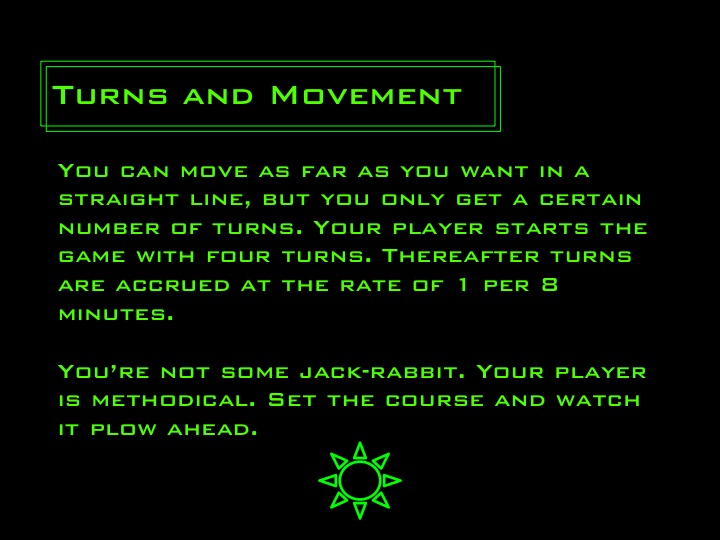 Turns and Movement
You can move as far as you want in a
straight line, but you only get a certain
number of turns. Your player starts the
game with four turns. Thereafter turns
are accrued at the rate of 1 per 8
minutes.
You're not some jack-rabbit. Your player
is methodical. Set the course and watch
it plow ahead.